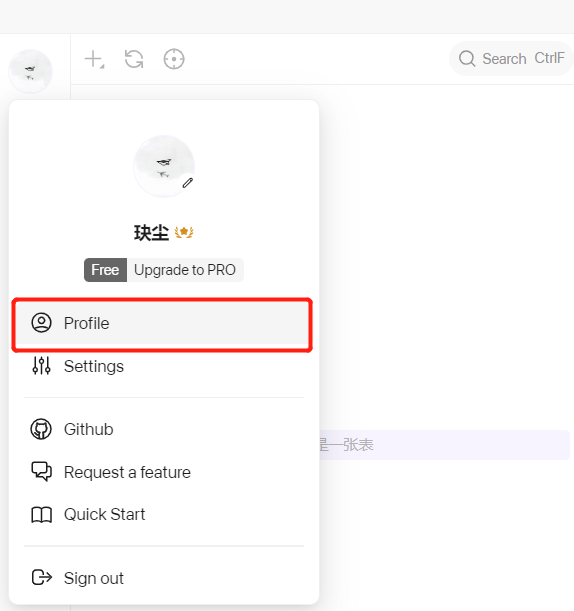 Search CtrlF
玦尘
Free Upgrade to PRO
Profile
Settings
Github
是一张表
Request a feature
Quick Start
Sign out